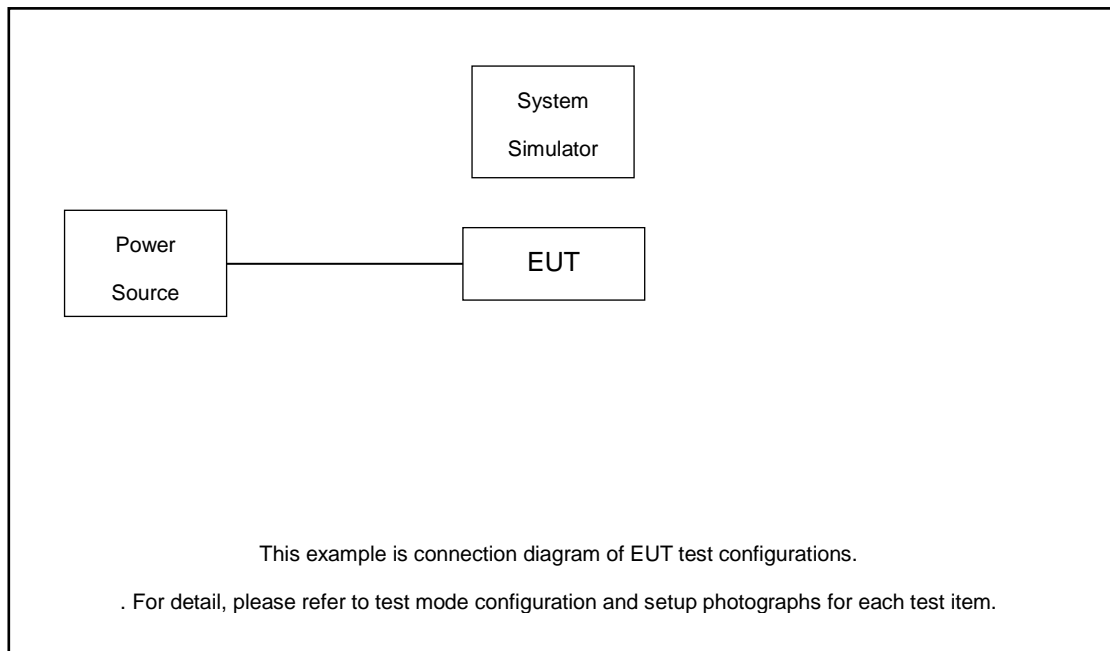 System
Simulator
Power
Source
EUT
This example is connection diagram of EUT test configurations.
. For detail, please refer to test mode configuration and setup photographs for each test item.